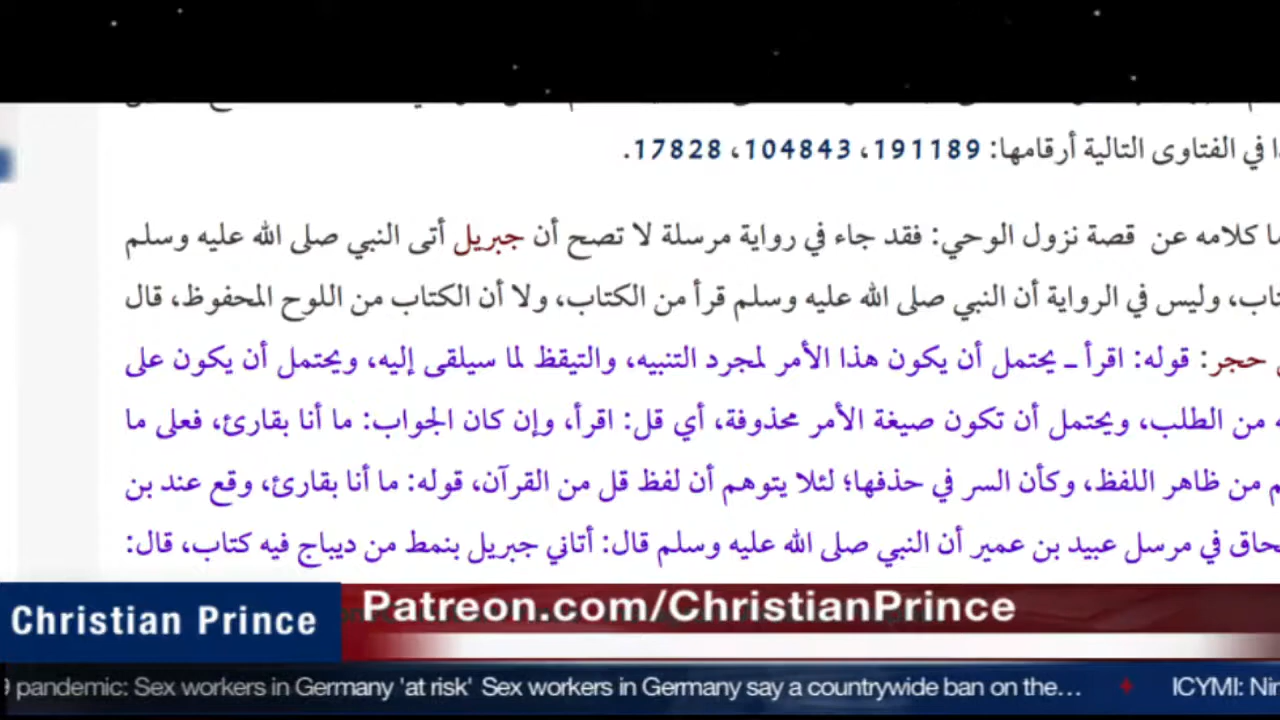 في الفتاوى التالية أرقامها: 191189، 104843، 17828.
كلامه عن قصة نزول الوحي: فقد جاء في رواية مرسلة لا تصح أن جبريل أتى النبي صلى الله عليه وسلم
، وليس في الرواية أن النبي صلى الله عليه وسلم قرأ من الكتاب، ولا أن الكتاب من اللوح المحفوظ، قال
حجر: قوله: اقرأ ـ يحتمل أن يكون هذا الأمر لمجرد التنبيه، والتيقظ لما سيلقى إليه، ويحتمل أن يكون على
من الطلب، ويحتمل أن تكون صيغة الأمر محذوفة، أي قل: اقرأ، وإن كان الجواب: ما أنا بقارئ، فعلى ما
من ظاهر اللفظ، وكأن السر في حذفها؛ لئلا يتوهم أن لفظ قل من القرآن، قوله: ما أنا بقارئ، وقع عند بن
في مرسل عبيد بن عمير أن النبي صلى الله عليه وسلم قال: أتاني جبريل بنمط من ديباج فيه كتاب، قال:
Christian Prince
Patreon.com/ChristianPrince
9 pandemic: Sex workers in Germany 'at risk' Sex workers in Germany say a countrywide ban on the... ICYMI: